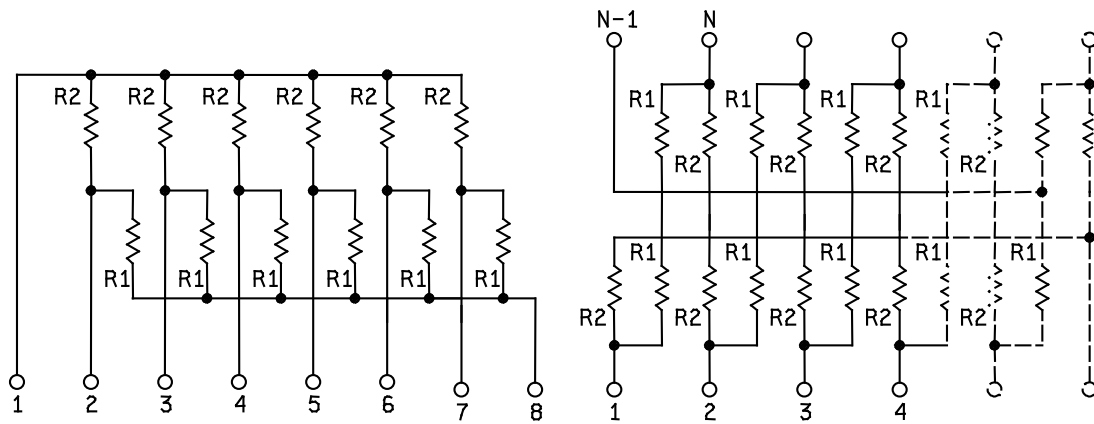 N-1 N
R2 R2 R2 R2 R2 R2
R1 R1 R1 R1
R2 R2 R2 R2
R1 R1 R1 R1 R1
R1 R1 R1 R1 R1 R1
R2 R2 R2 R2
1 2 3 4 5 6 7 8
1 2 3 4